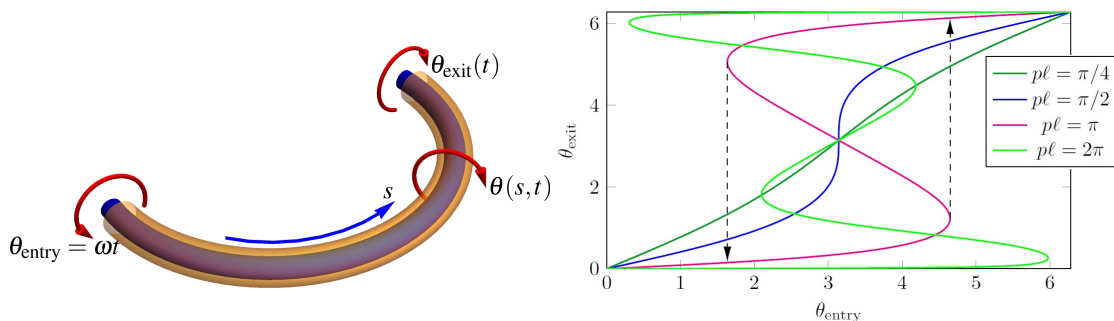 θexit(t)
s
θ(s,t)
θentry = ωt
6
4
2
0
θexit
0
1
2
3
4
5
6
θentry
pℓ = π/4
pℓ = π/2
pℓ = π
pℓ = 2π